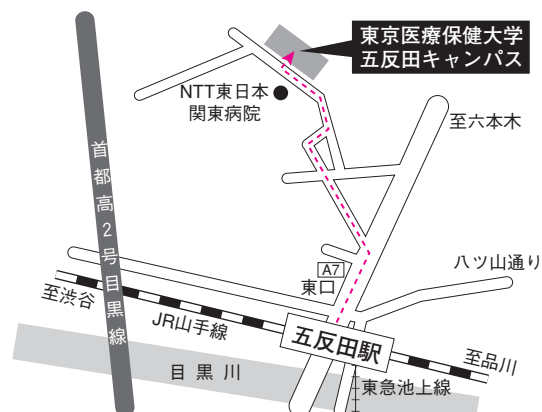 東京医療保健大学
五反田キャンパス
NTT東日本
関東病院
至六本木
首都高2号目黒線
A7
東口
八ツ山通り
至渋谷
JR山手線
五反田駅
至品川
目黒川
東急池上線